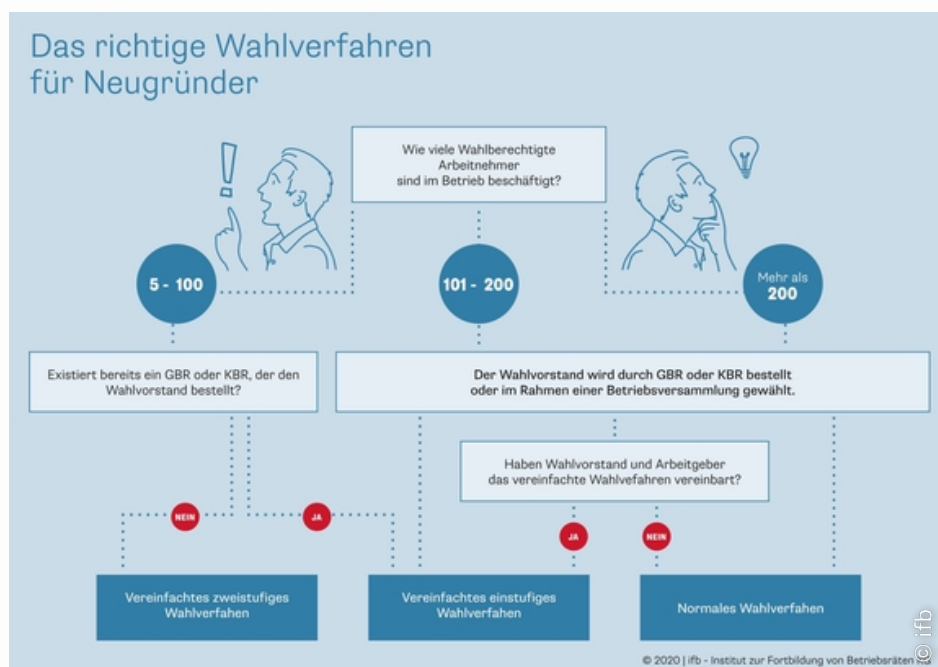 Das richtige Wahlverfahren
für Neugründer
Wie viele Wahlberechtigte
Arbeitnehmer
sind im Betrieb beschäftigt?
5 - 100
101 - 200
Mehr als
200
Existiert bereits ein GBR oder KBR, der den
Wahlvorstand bestellt?
Der Wahlvorstand wird durch GBR oder KBR bestellt
oder im Rahmen einer Betriebsversammlung gewählt.
Haben Wahlvorstand und Arbeitgeber
das vereinfachte Wahlvefahren vereinbart?
NEIN
JA
JA
NEIN
Vereinfachtes zweistufiges
Wahlverfahen
Vereinfachtes einstufiges
Wahlverfahen
Normales Wahlverfahen
© 2020 | ifb - Institut zur Fortbildung von Betriebsräten
© ifb